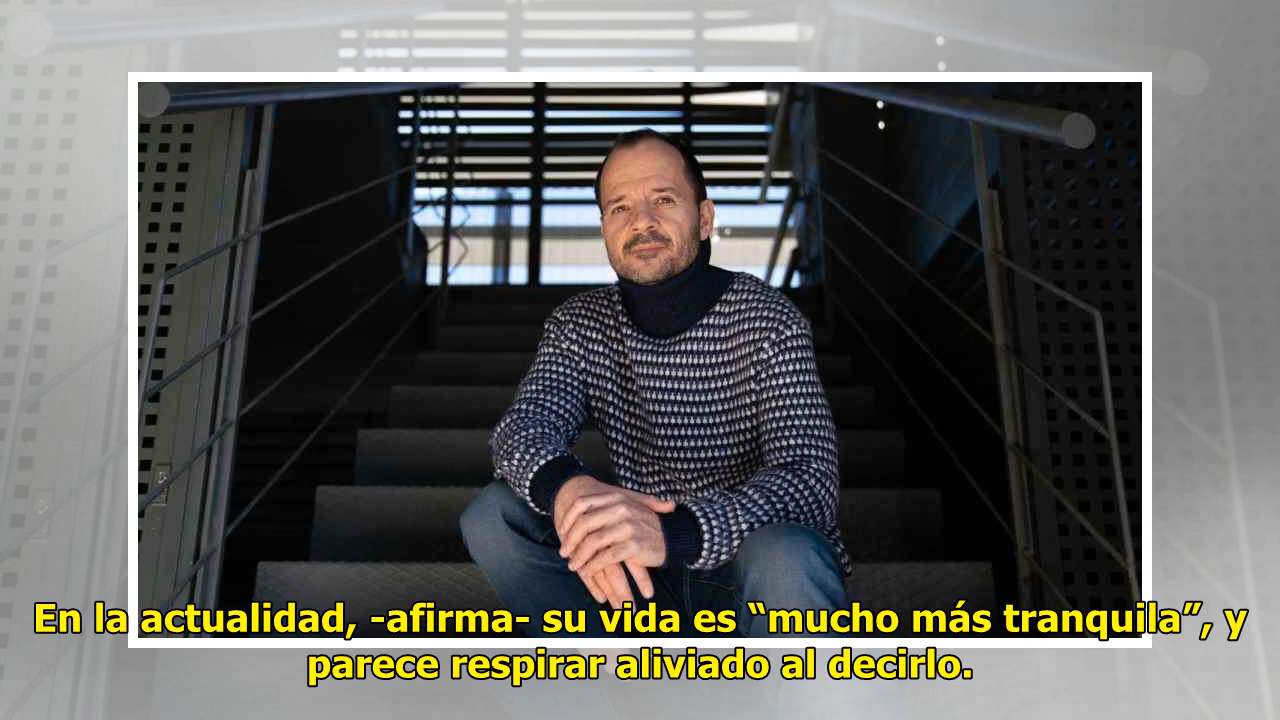 En la actualidad, -afirma- su vida es “mucho más tranquila”, y
parece respirar aliviado al decirlo.